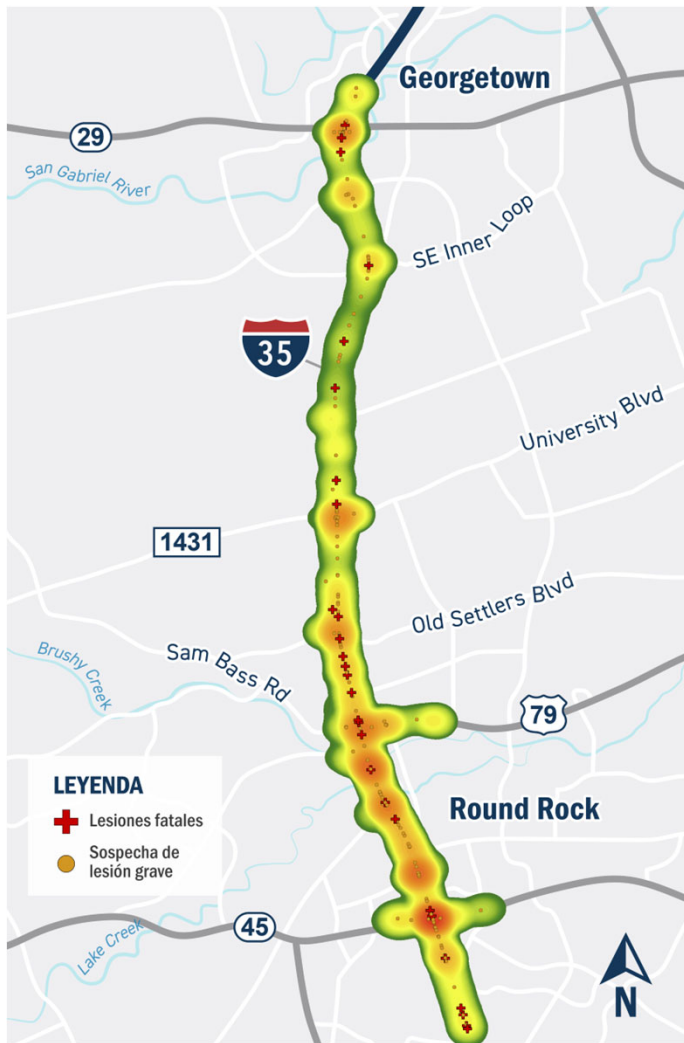 Georgetown
29
San Gabriel River
SE Inner Loop
35
University Blvd
1431
Old Settlers Blvd
Sam Bass Rd
Brushy Creek
79
LEYENDA
Lesiones fatales
Sospecha de
lesión grave
Round Rock
45
Lake Creek
N